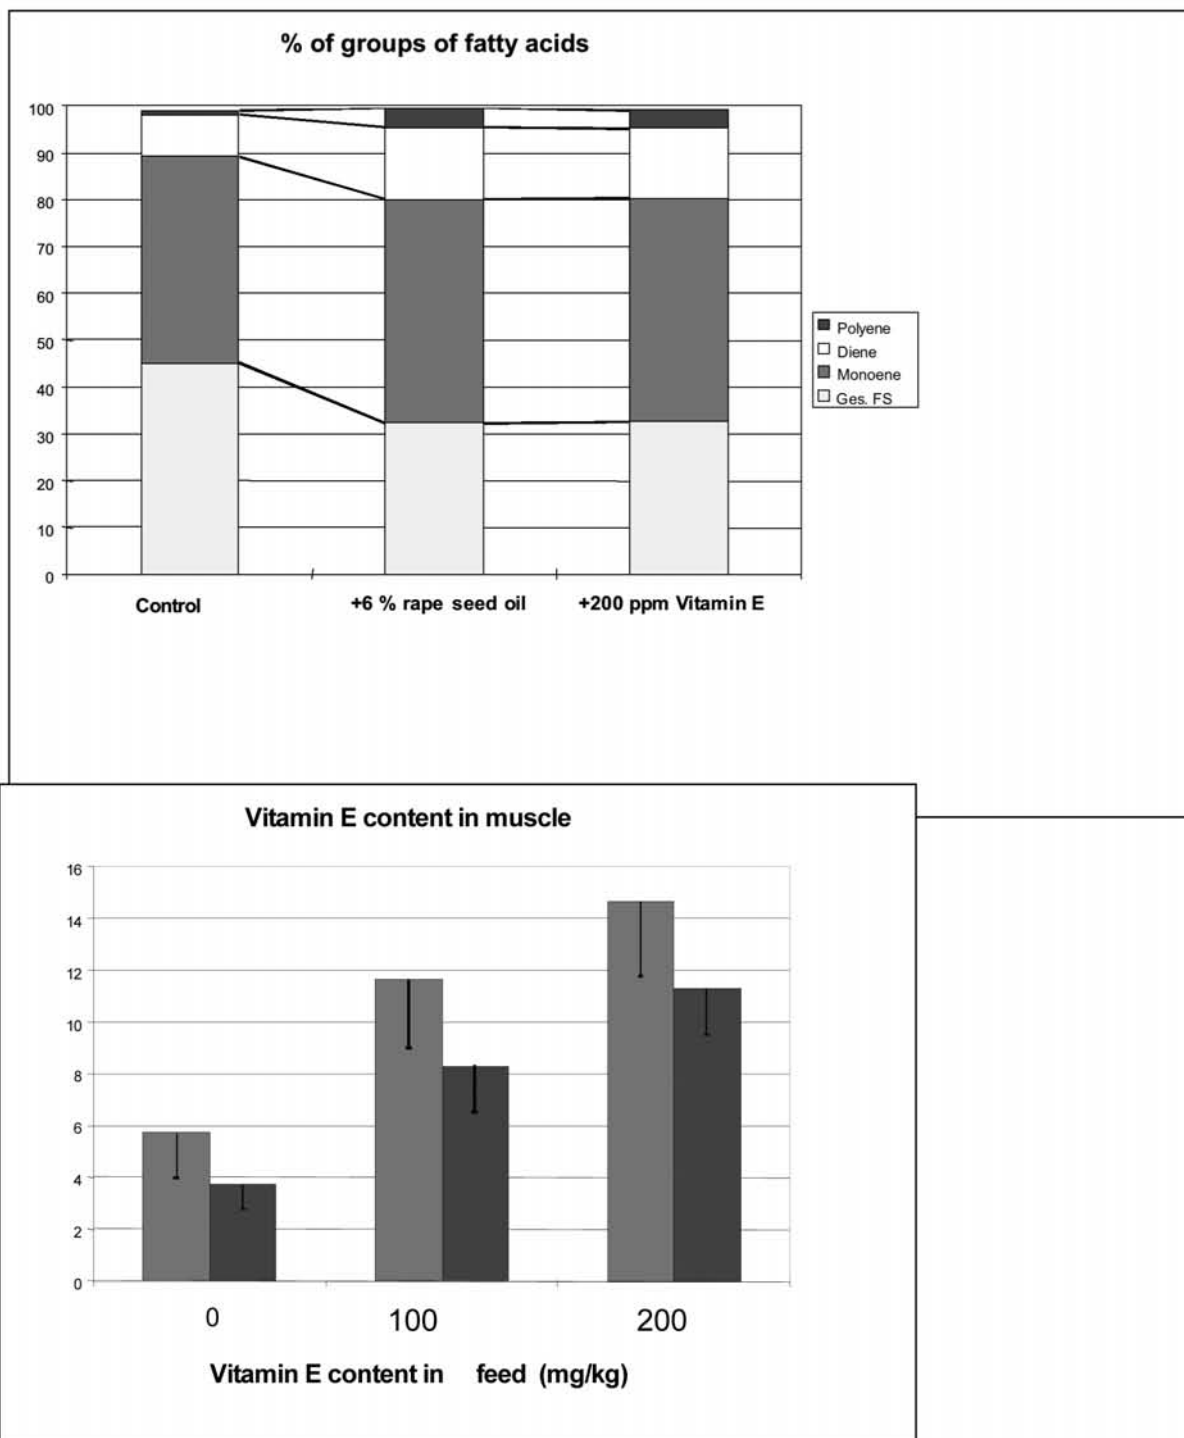 % of groups of fatty acids
100
90
80
70
60
50
40
30
20
10
0
Control
+6 % rape seed oil
+200 ppm Vitamin E
Polyene
Diene
Monoene
Ges. FS
Vitamin E content in muscle
16
14
12
10
8
6
4
2
0
0
100
200
Vitamin E content in feed (mg/kg)